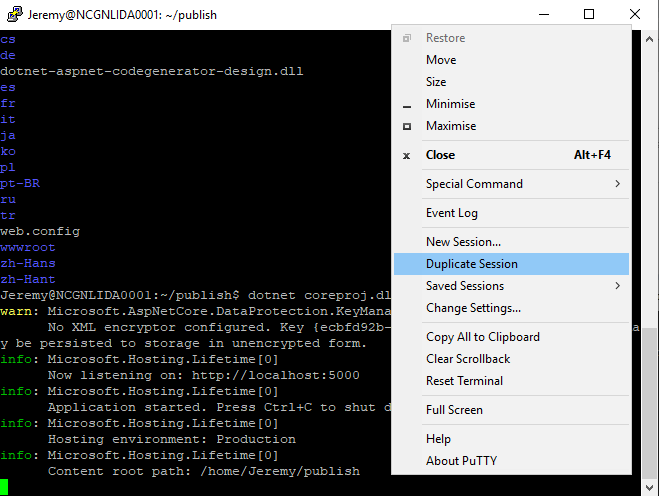 Jeremy@NCGNLIDA0001: ~/publish
cs
de
dotnet-aspnet-codegenerator-design.dll
es
fr
it
ja
ko
pl
pt-BR
ru
tr
web.config
wwwroot
zh-Hans
zh-Hant
Jeremy@NCGNLIDA0001:~/publish$ dotnet coreproj.dl
warn: Microsoft.AspNetCore.DataProtection.KeyMana
No XML encryptor configured. Key {ecbfd92b- a
y be persisted to storage in unencrypted form.
info: Microsoft.Hosting.Lifetime[0]
Now listening on: http://localhost:5000
info: Microsoft.Hosting.Lifetime[0]
Application started. Press Ctrl+C to shut d
info: Microsoft.Hosting.Lifetime[0]
Hosting environment: Production
info: Microsoft.Hosting.Lifetime[0]
Content root path: /home/Jeremy/publish
Restore
Move
Size
Minimise
Maximise
Close Alt+F4
Special Command
Event Log
New Session...
Duplicate Session
Saved Sessions
Change Settings...
Copy All to Clipboard
Clear Scrollback
Reset Terminal
Full Screen
Help
About PuTTY